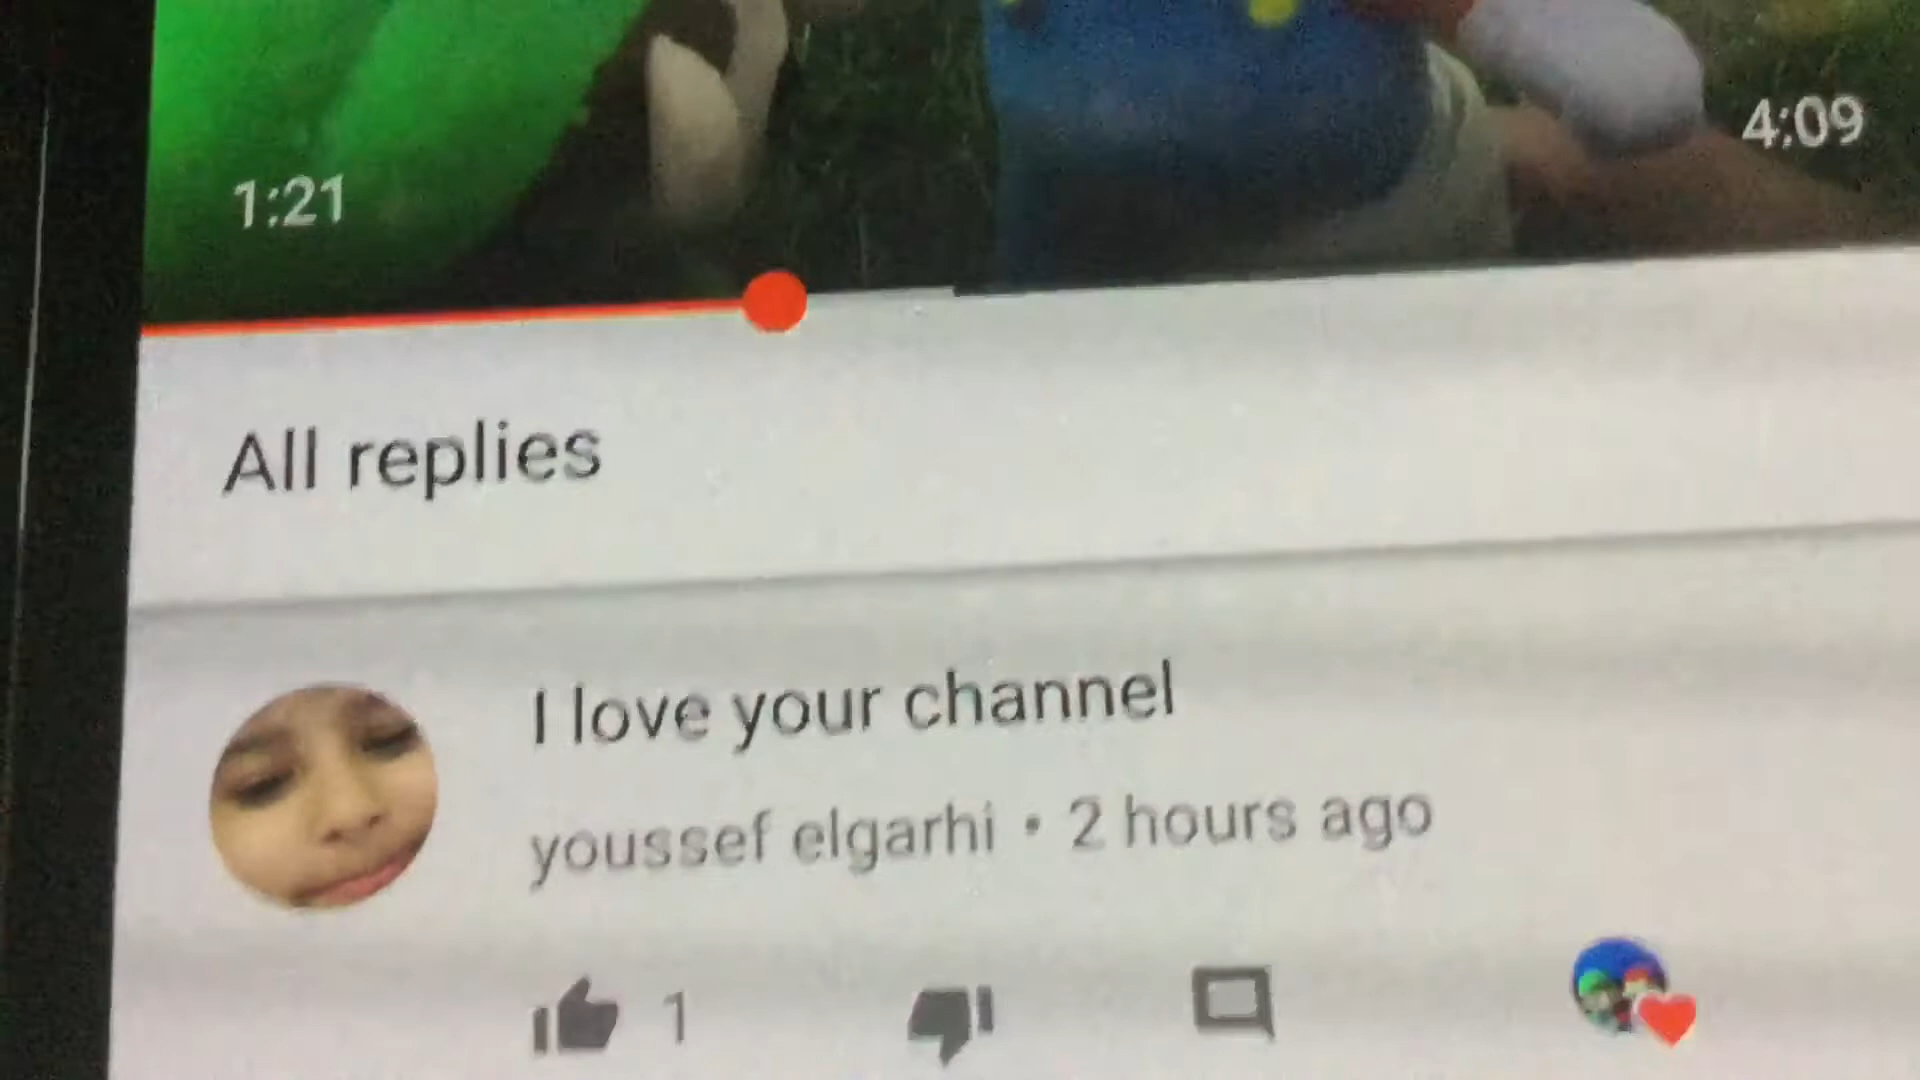 1:21
4:09
All replies
I love your channel
youssef elgarhi • 2 hours ago
1